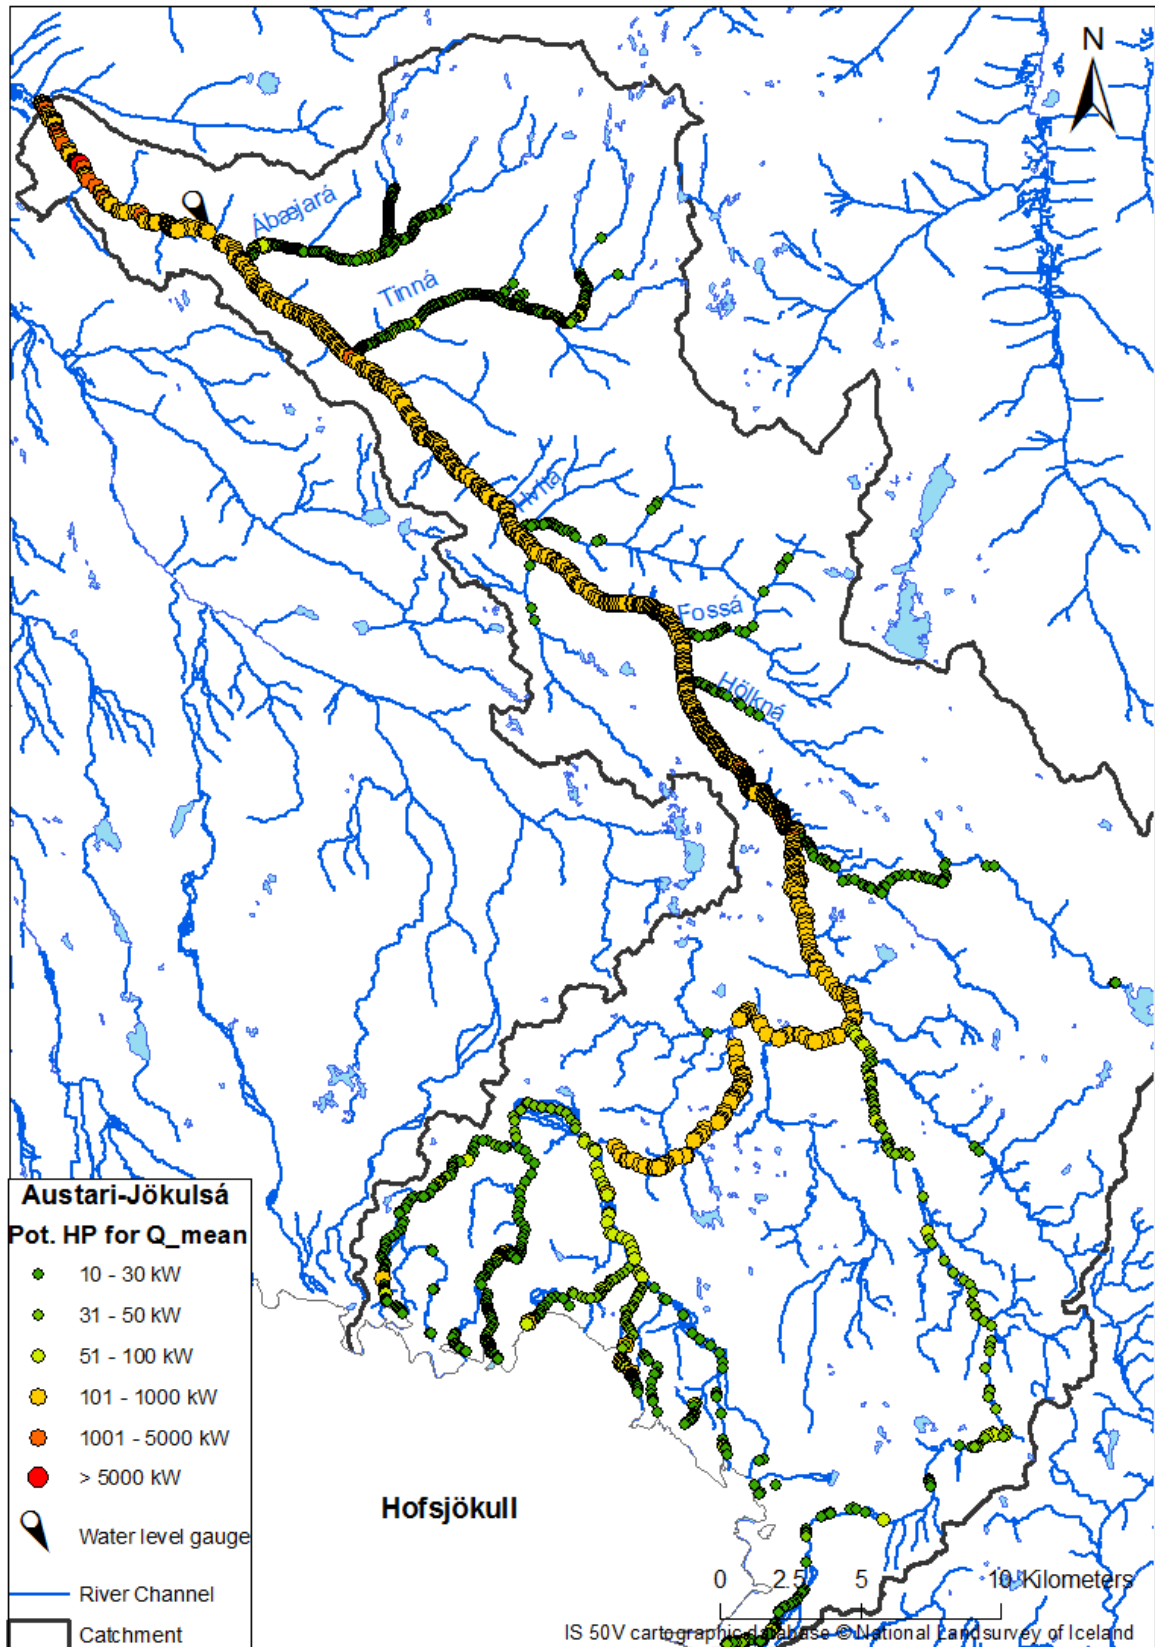 N
Ábæjará
Tinná
Hvítá
Fossá
Hölkná
Austari-Jökulsá
Pot. HP for Q_mean
10 - 30 kW
31 - 50 kW
51 - 100 kW
101 - 1000 kW
1001 - 5000 kW
> 5000 kW
Water level gauge
River Channel
Catchment
Hofsjökull
0 2.5 5 10 Kilometers
IS 50V cartographic database © National Landsurvey of Iceland